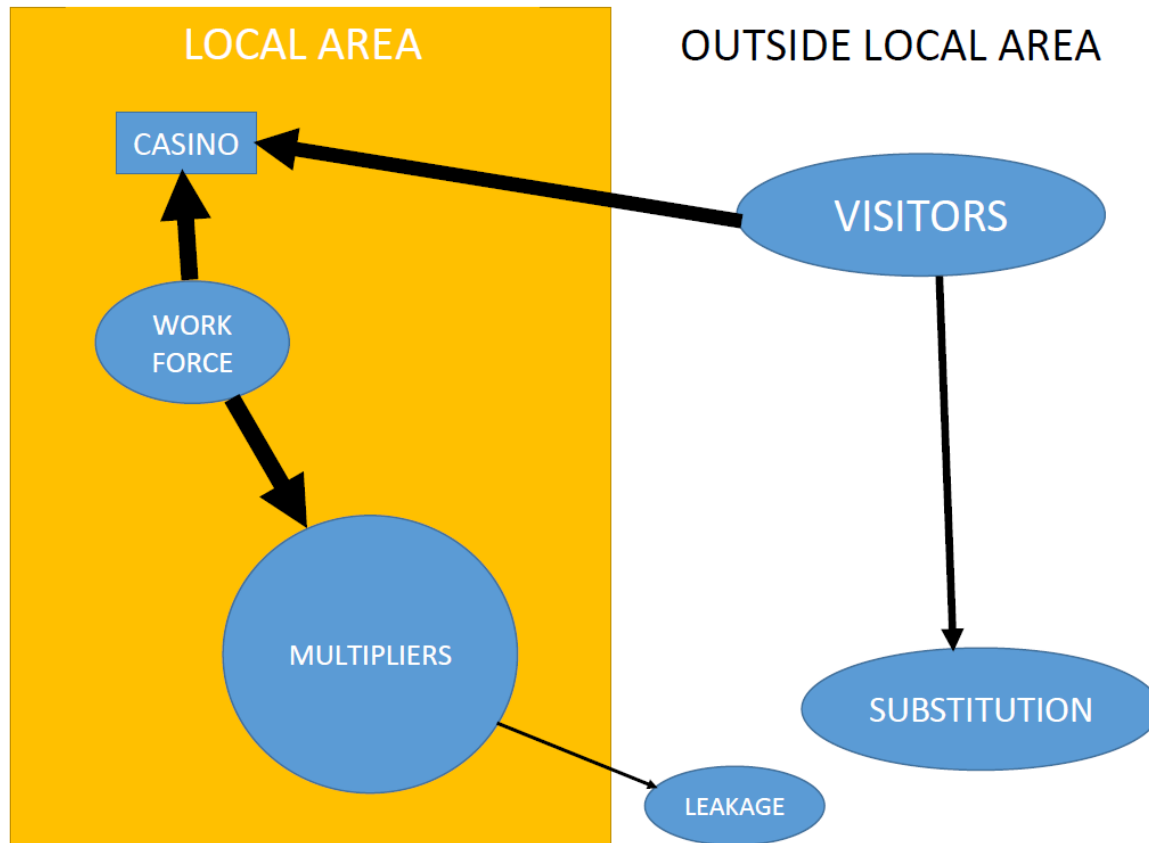 LOCAL AREA
OUTSIDE LOCAL AREA
CASINO
VISITORS
WORK
FORCE
MULTIPLIERS
SUBSTITUTION
LEAKAGE